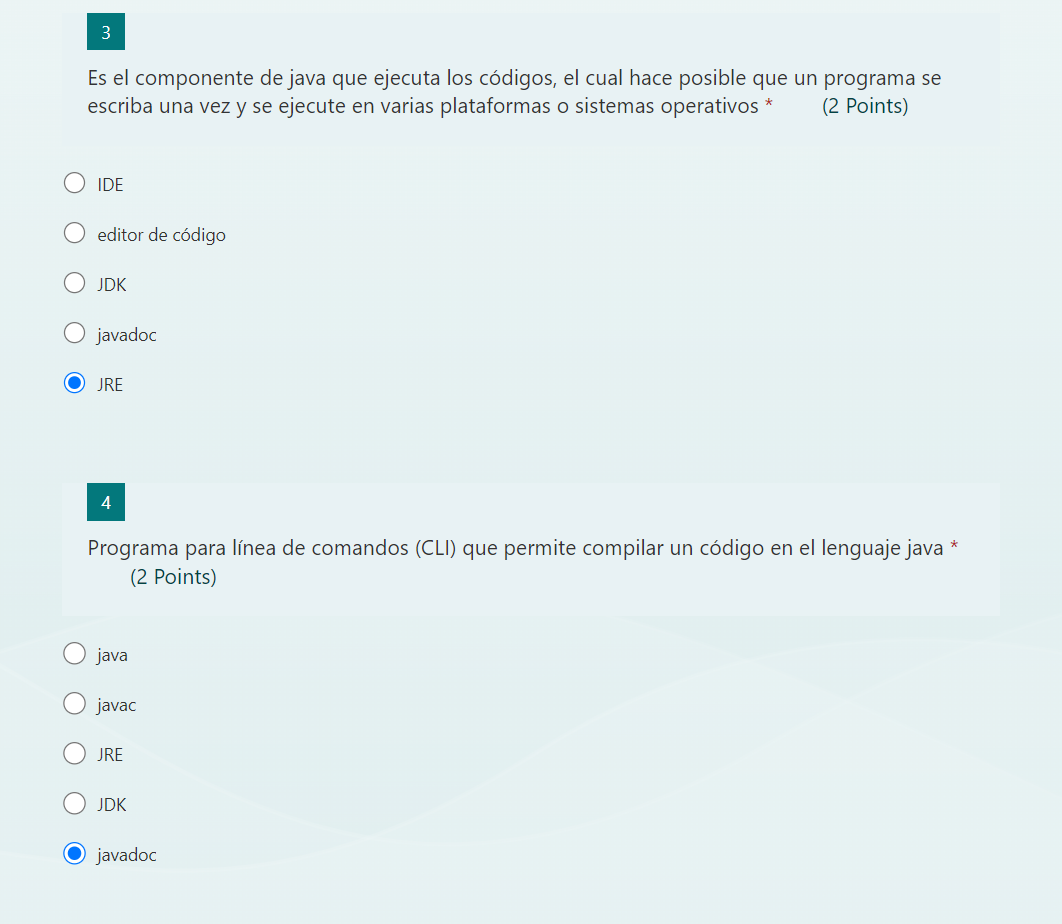 3
Es el componente de java que ejecuta los códigos, el cual hace posible que un programa se
escriba una vez y se ejecute en varias plataformas o sistemas operativos * (2 Points)
IDE
editor de código
JDK
javadoc
JRE
4
Programa para línea de comandos (CLI) que permite compilar un código en el lenguaje java *
(2 Points)
java
javac
JRE
JDK
javadoc